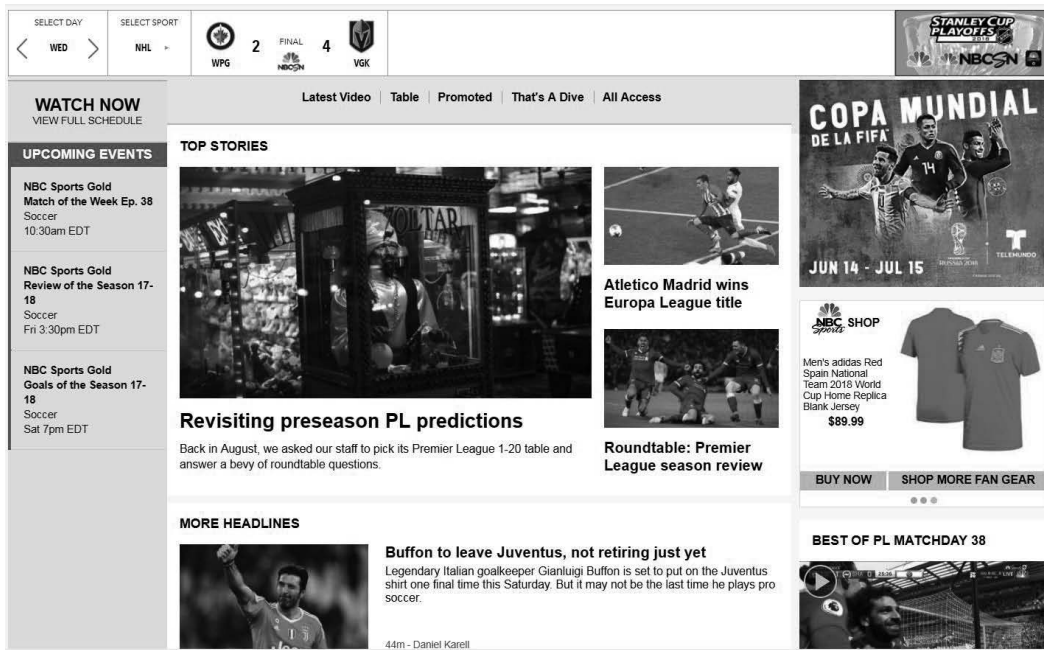 SELECT DAY
WED
SELECT SPORT
NHL
WPG
2
FINAL
NBCSN
4
VGK
STANLEY CUP
PLAYOFFS
2018
NBCSN
WATCH NOW
VIEW FULL SCHEDULE
UPCOMING EVENTS
NBC Sports Gold
Match of the Week Ep. 38
Soccer
10:30am EDT
NBC Sports Gold
Review of the Season 17-
18
Soccer
Fri 3:30pm EDT
NBC Sports Gold
Goals of the Season 17-
18
Soccer
Sat 7pm EDT
Latest Video | Table | Promoted | That's A Dive | All Access
TOP STORIES
ZOLTAR
Revisiting preseason PL predictions
Back in August, we asked our staff to pick its Premier League 1-20 table and
answer a bevy of roundtable questions.
Atletico Madrid wins
Europa League title
Roundtable: Premier
League season review
MORE HEADLINES
Buffon to leave Juventus, not retiring just yet
Legendary Italian goalkeeper Gianluigi Buffon is set to put on the Juventus
shirt one final time this Saturday. But it may not be the last time he plays pro
soccer.
44m - Daniel Karell
Jeep
COPA MUNDIAL
DE LA FIFA
14
10
RUSSIA 2018
TELEMUNDO
JUN 14 - JUL 15
NBC SHOP
Sports
Men's adidas Red
Spain National
Team 2018 World
Cup Home Replica
Blank Jersey
$89.99
BUY NOW
SHOP MORE FAN GEAR
BEST OF PL MATCHDAY 38